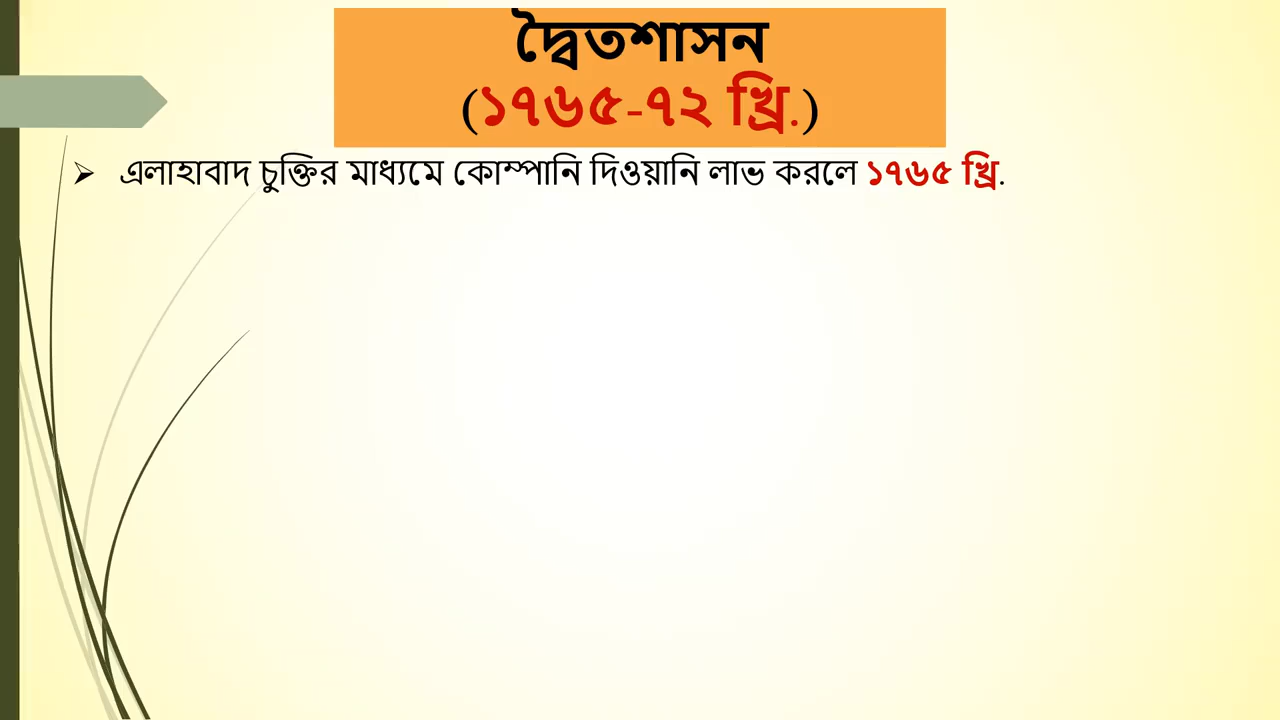 দ্বৈতশাসন
(১৭৬৫-৭২ খ্রি.)
এলাহাবাদ চুক্তির মাধ্যমে কোম্পানি দিওয়ানি লাভ করলে ১৭৬৫ খ্রি.